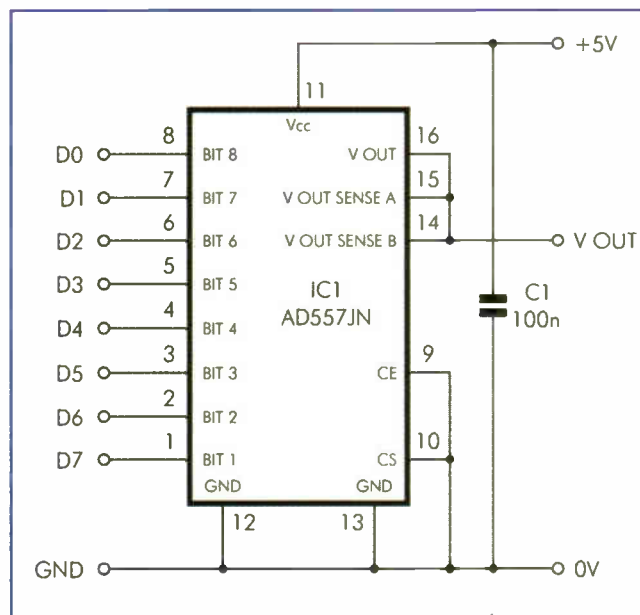 +5V
11
Vcc
D0 8 BIT 8 V OUT 16
D1 7 BIT 7 V OUT SENSE A 15
D2 6 BIT 6 V OUT SENSE B 14 V OUT
D3 5 BIT 5
IC1
AD557JN
C1
100n
D4 4 BIT 4
D5 3 BIT 3 CE 9
D6 2 BIT 2
D7 1 BIT 1 CS 10
GND GND
12 13
GND 0V